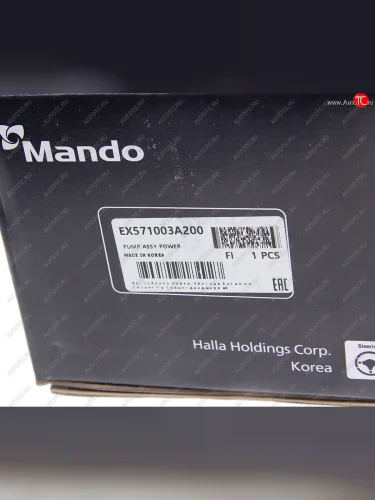 www.AutoTC.ru
Mando
EX571003A200
PUMP ASSY-POWER
MADE IN KOREA
FI 1 PCS
EAC
Halla Holdings Corp.
Korea
Steerin